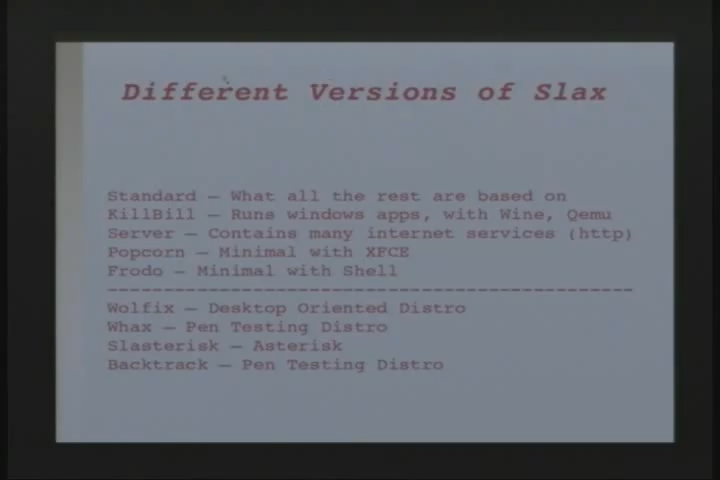 Different Versions of Slax
Standard – What all the rest are based on
KillBill – Runs windows apps, with Wine, Qemu
Server – Contains many internet services (http)
Popcorn – Minimal with XFCE
Frodo – Minimal with Shell
-----------------------------------------------
Wolfix – Desktop Oriented Distro
Whax – Pen Testing Distro
Slasterisk – Asterisk
Backtrack – Pen Testing Distro